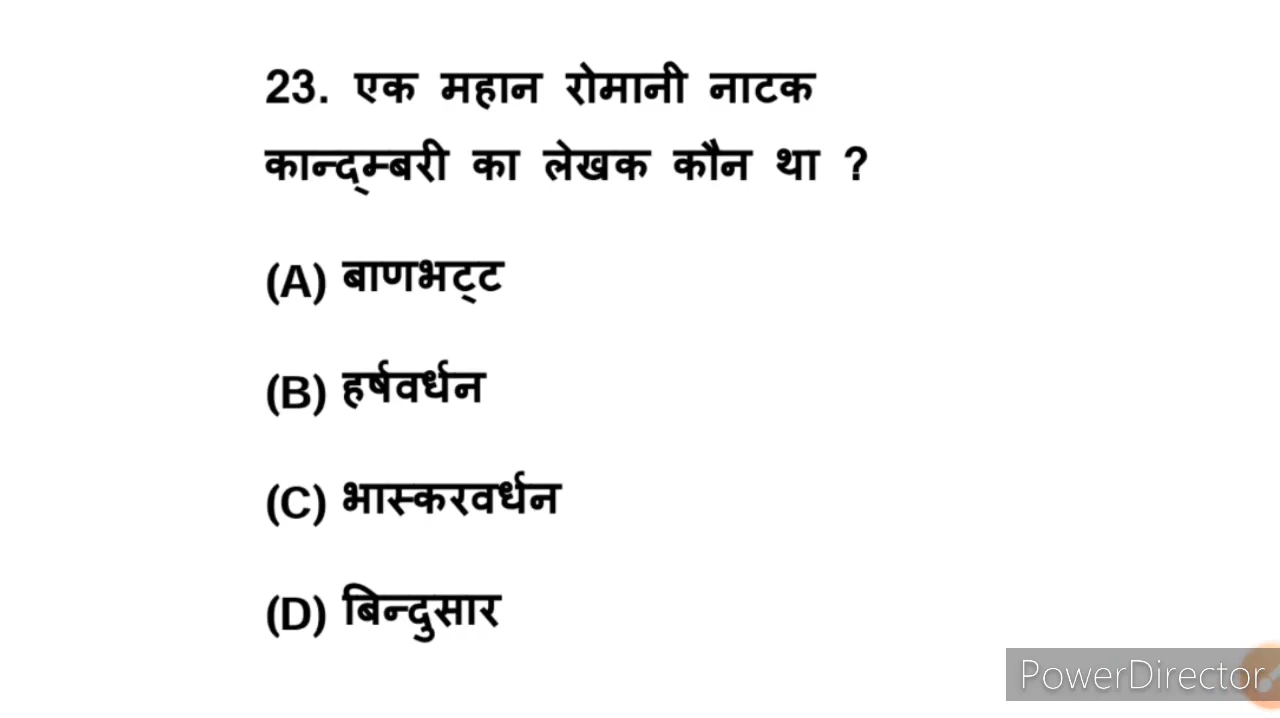 23. एक महान रोमानी नाटक
कान्द्म्बरी का लेखक कौन था ?
(A) बाणभट्ट
(B) हर्षवर्धन
(C) भास्करवर्धन
(D) बिन्दुसार
PowerDirector